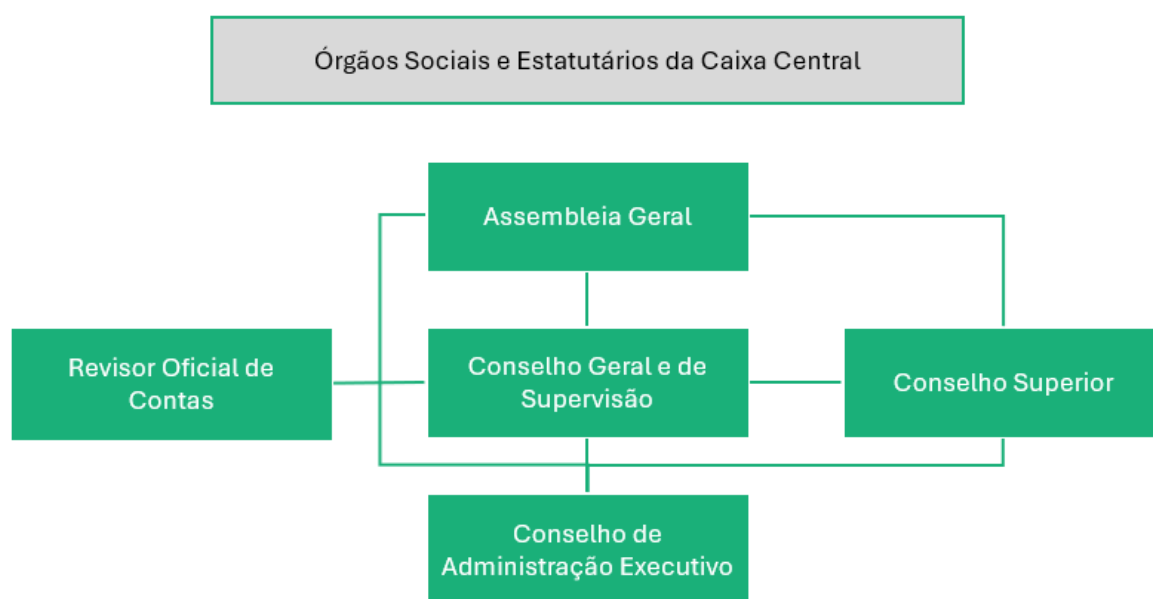 Órgãos Sociais e Estatutários da Caixa Central
Assembleia Geral
Revisor Oficial de
Contas
Conselho Geral e de
Supervisão
Conselho Superior
Conselho de
Administração Executivo